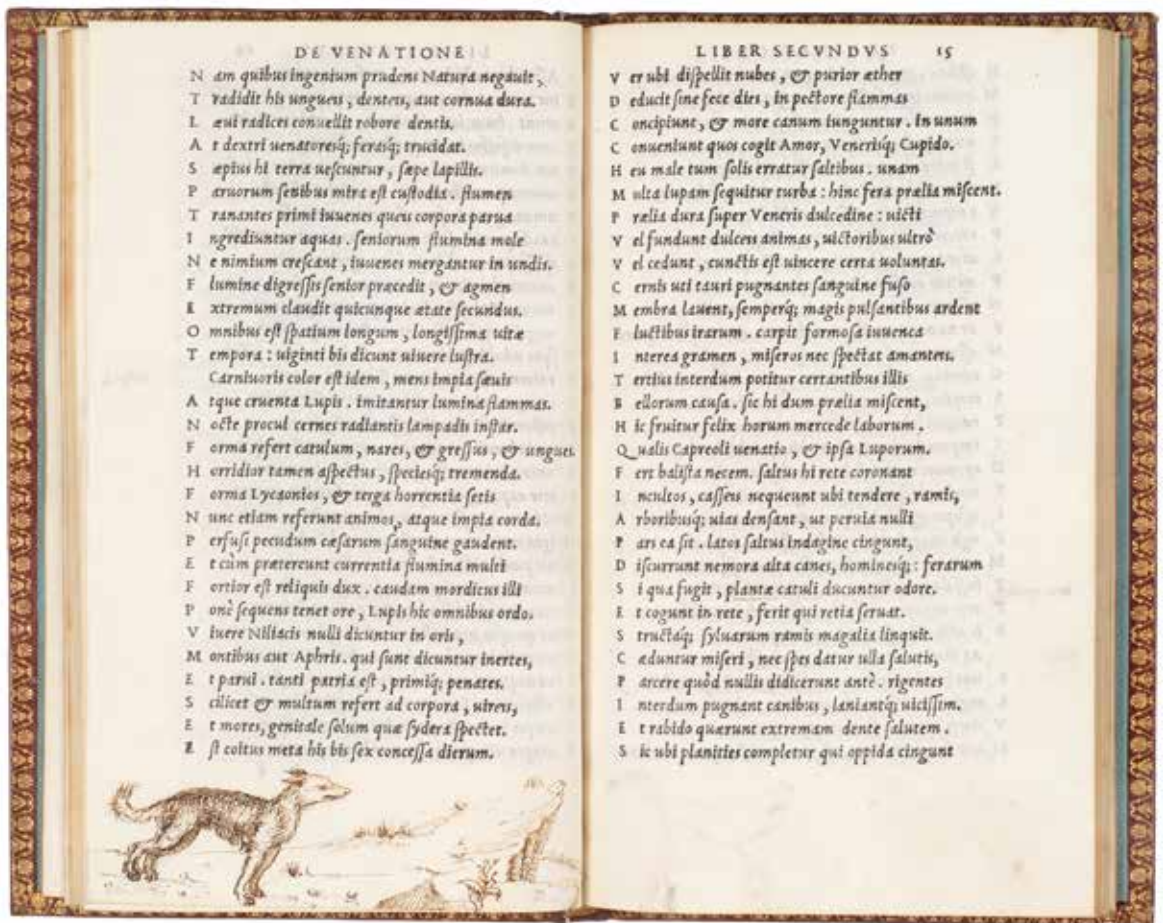 DE VENATIONE
N am quibus ingenium prudens Natura negauit,
T radidit his ungueis, denteis, aut cornua dura.
L æui radices conuellit robore dentis,
A t dextri uenatoresq́; ferasq́; trucidat.
S æpius hi terra uescuntur, sæpe lapillis.
P aruorum senibus mira est custodia. flumen
T ranantes primi iuuenes queis corpora parua
I ngrediuntur aquas. seniorum flumina mole
N e nimium crescant, iuuenes mergantur in undis.
F lumine digressis senior præcedit, & agmen
E xtremum claudit quicunque ætate secundus.
O mnibus est spatium longum, longissima uitæ
T empora: uiginti bis dicunt uiuere lustra.
Carniuoris color est idem, mens impia sæuis
A tque cruenta Lupis. imitantur lumina flammas.
N octe procul cernes radiantis lampadis instar.
F orma refert catulum, nares, & gressus, & ungues
H orridior tamen aspectus, speciesq́; tremenda.
F orma Lycaonios, & terga horrentia setis
N unc etiam referunt animos, atque impia corda.
P erfusi pecudum cæsarum sanguine gaudent.
E t cùm prætereunt currentia flumina multi
F ortior est reliquis dux. caudam mordicus illi
P onè sequens tenet ore, Lupis hic omnibus ordo.
V iuere Niliacis nulli dicuntur in oris,
M ontibus aut Aphris. qui sunt dicuntur inertes,
E t parui. tanti patria est, primiq́; penates.
S cilicet & multum refert ad corpora, uireis,
E t mores, genitale solum quæ sydera spectet.
E st coitus meta his bis sex concessa dierum.
LIBER SECVNDVS 15
V er ubi dispellit nubes, & purior æther
D educit sine fece dies, in pectore flammas
C oncipiunt, & more canum iunguntur. in unum
C onueniunt quos cogit Amor, Venerisq́; Cupido.
H eu male tum solis erratur saltibus. unam
M ulta lupam sequitur turba: hinc fera prælia miscent.
P rælia dura super Veneris dulcedine: uicti
V el fundunt dulceis animas, uictoribus ultrò
V el cedunt, cunctis est uincere certa uoluntas.
C ernis uti tauri pugnantes sanguine fuso
M embra lauent, semperq́; magis pulsantibus ardent
F luctibus irarum. carpit formosa iuuenca
I nterea gramen, miseros nec spectat amanteis.
T ertius interdum potitur certantibus illis
B ellorum causa. sic hi dum prælia miscent,
H ic fruitur felix horum mercede laborum.
Q ualis Capreoli uenatio, & ipsa Luporum.
F ert balista necem. saltus hi rete coronant
I ncultos, casseis nequeunt ubi tendere, ramis,
A rboribusq́; uias densant, ut peruia nulli
P ars ea sit. latos saltus indagine cingunt,
D iscurrunt nemora alta canes, hominesq́;: ferarum
S i qua fugit, plantæ catuli ducuntur odore.
E t cogunt in rete, ferit qui retia seruat.
S tructaq́; syluarum ramis magalia linquit.
C æduntur miseri, nec spes datur ulla salutis,
P arcere quòd nullis didicerunt antè. rigentes
I nterdum pugnant canibus, laniantq́; uicissim.
E t rabido quærunt extremam dente salutem.
S ic ubi planities completur qui oppida cingunt